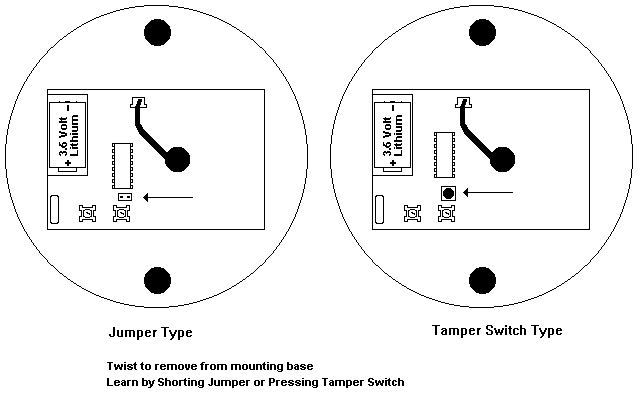 3.6 Volt
Lithium
3.6 Volt
Lithium
Jumper Type
Tamper Switch Type
Twist to remove from mounting base
Learn by Shorting Jumper or Pressing Tamper Switch